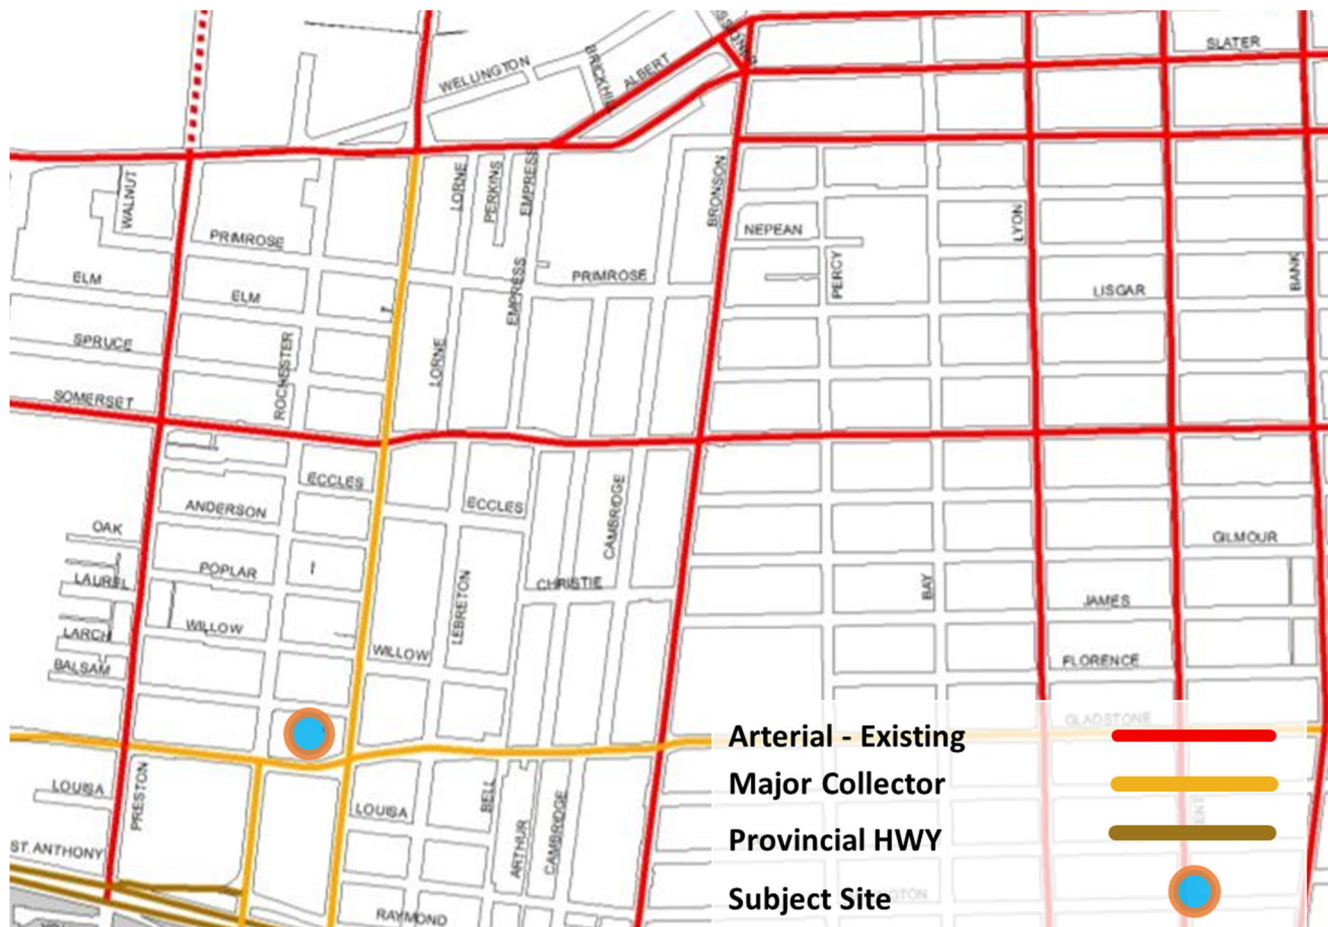 SLATER
WELLINGTON
BRICKHILL
ALBERT
WALNUT
LORNE
PERKINS
EMPRESS
BRONSON
PRIMROSE
NEPEAN
LYON
ELM
ELM
EMPRESS
PRIMROSE
PERCY
LISGAR
BANK
SPRUCE
ROCHESTER
LORNE
SOMERSET
ECCLES
ANDERSON
ECCLES
CAMBRIDGE
OAK
GILMOUR
LAUREL
POPLAR
LEBRETON
CHRISTIE
BAY
JAMES
LARCH
WILLOW
WILLOW
FLORENCE
BALSAM
GLADSTONE
Arterial - Existing
Major Collector
LOUISA
PRESTON
LOUISA
BELL
ARTHUR
CAMBRIDGE
Provincial HWY
ST. ANTHONY
Subject Site
RAYMOND